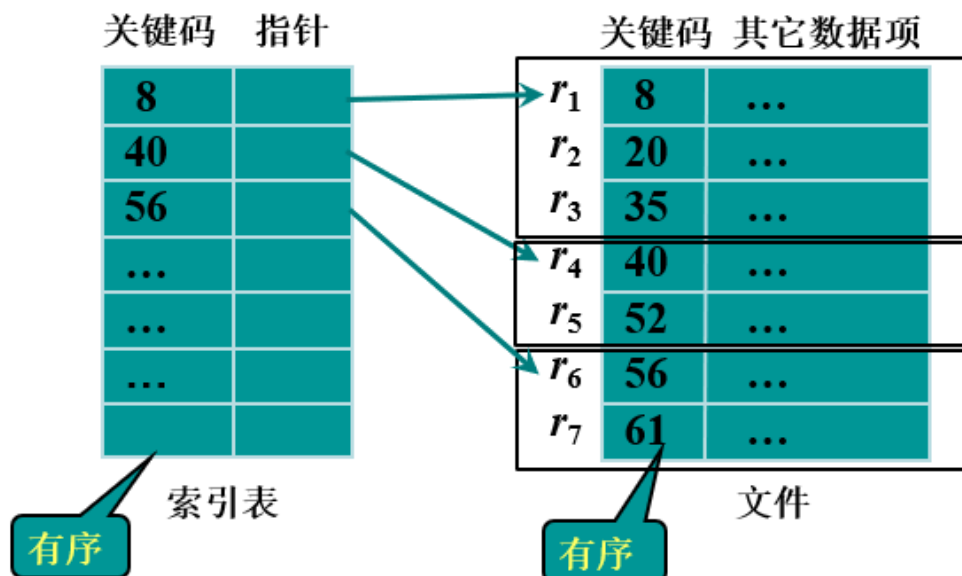 关键码 指针
8
40
56
...
...
...
索引表
有序
关键码 其它数据项
r1 8 ...
r2 20 ...
r3 35 ...
r4 40 ...
r5 52 ...
r6 56 ...
r7 61 ...
文件
有序